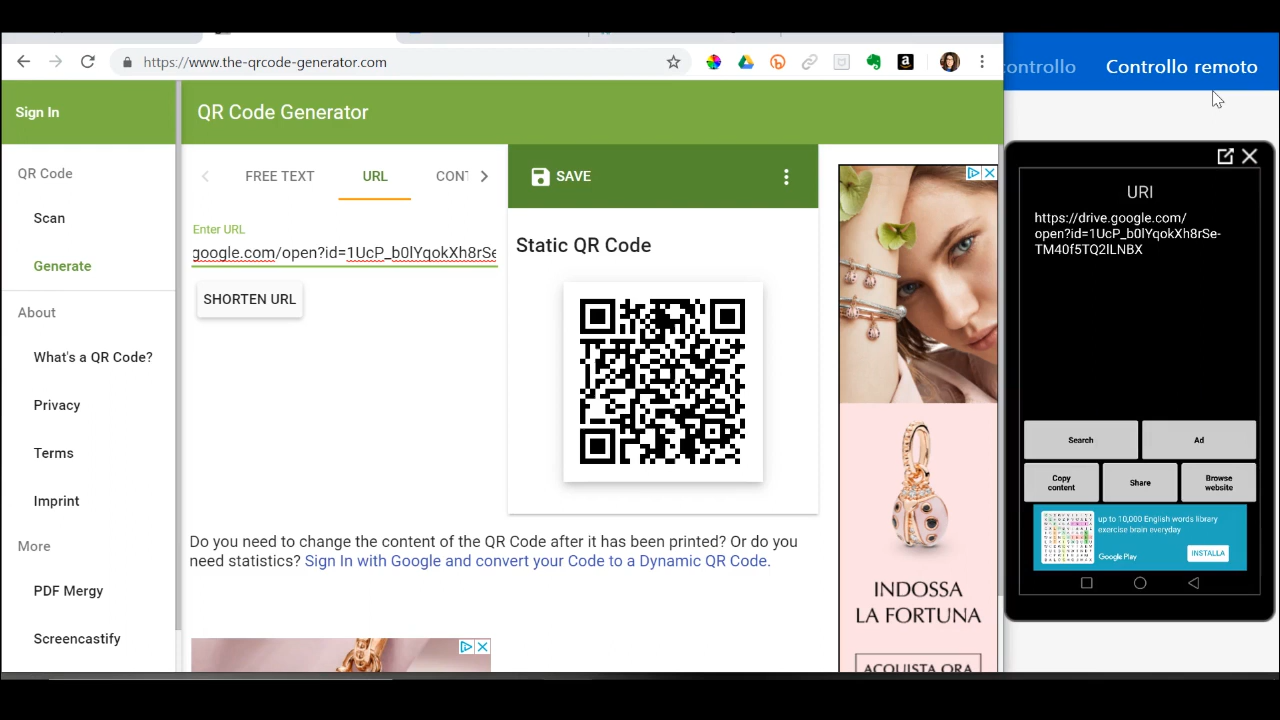 https://www.the-qrcode-generator.com
Sign In
QR Code
Scan
Generate
About
What's a QR Code?
Privacy
Terms
Imprint
More
PDF Mergy
Screencastify
QR Code Generator
FREE TEXT
URL
CONT
Enter URL
google.com/open?id=1UcP_b0lYqokXh8rSe
SHORTEN URL
SAVE
Static QR Code
Do you need to change the content of the QR Code after it has been printed? Or do you
need statistics? Sign In with Google and convert your Code to a Dynamic QR Code.
INDOSSA
LA FORTUNA
ACQUISTA ORA
controllo
Controllo remoto
URI
https://drive.google.com/
open?id=1UcP_b0lYqokXh8rSe-
TM40f5TQ2ILNBX
Search
Ad
Copy
content
Share
Browse
website
up to 10,000 English words library
exercise brain everyday
Google Play
INSTALLA